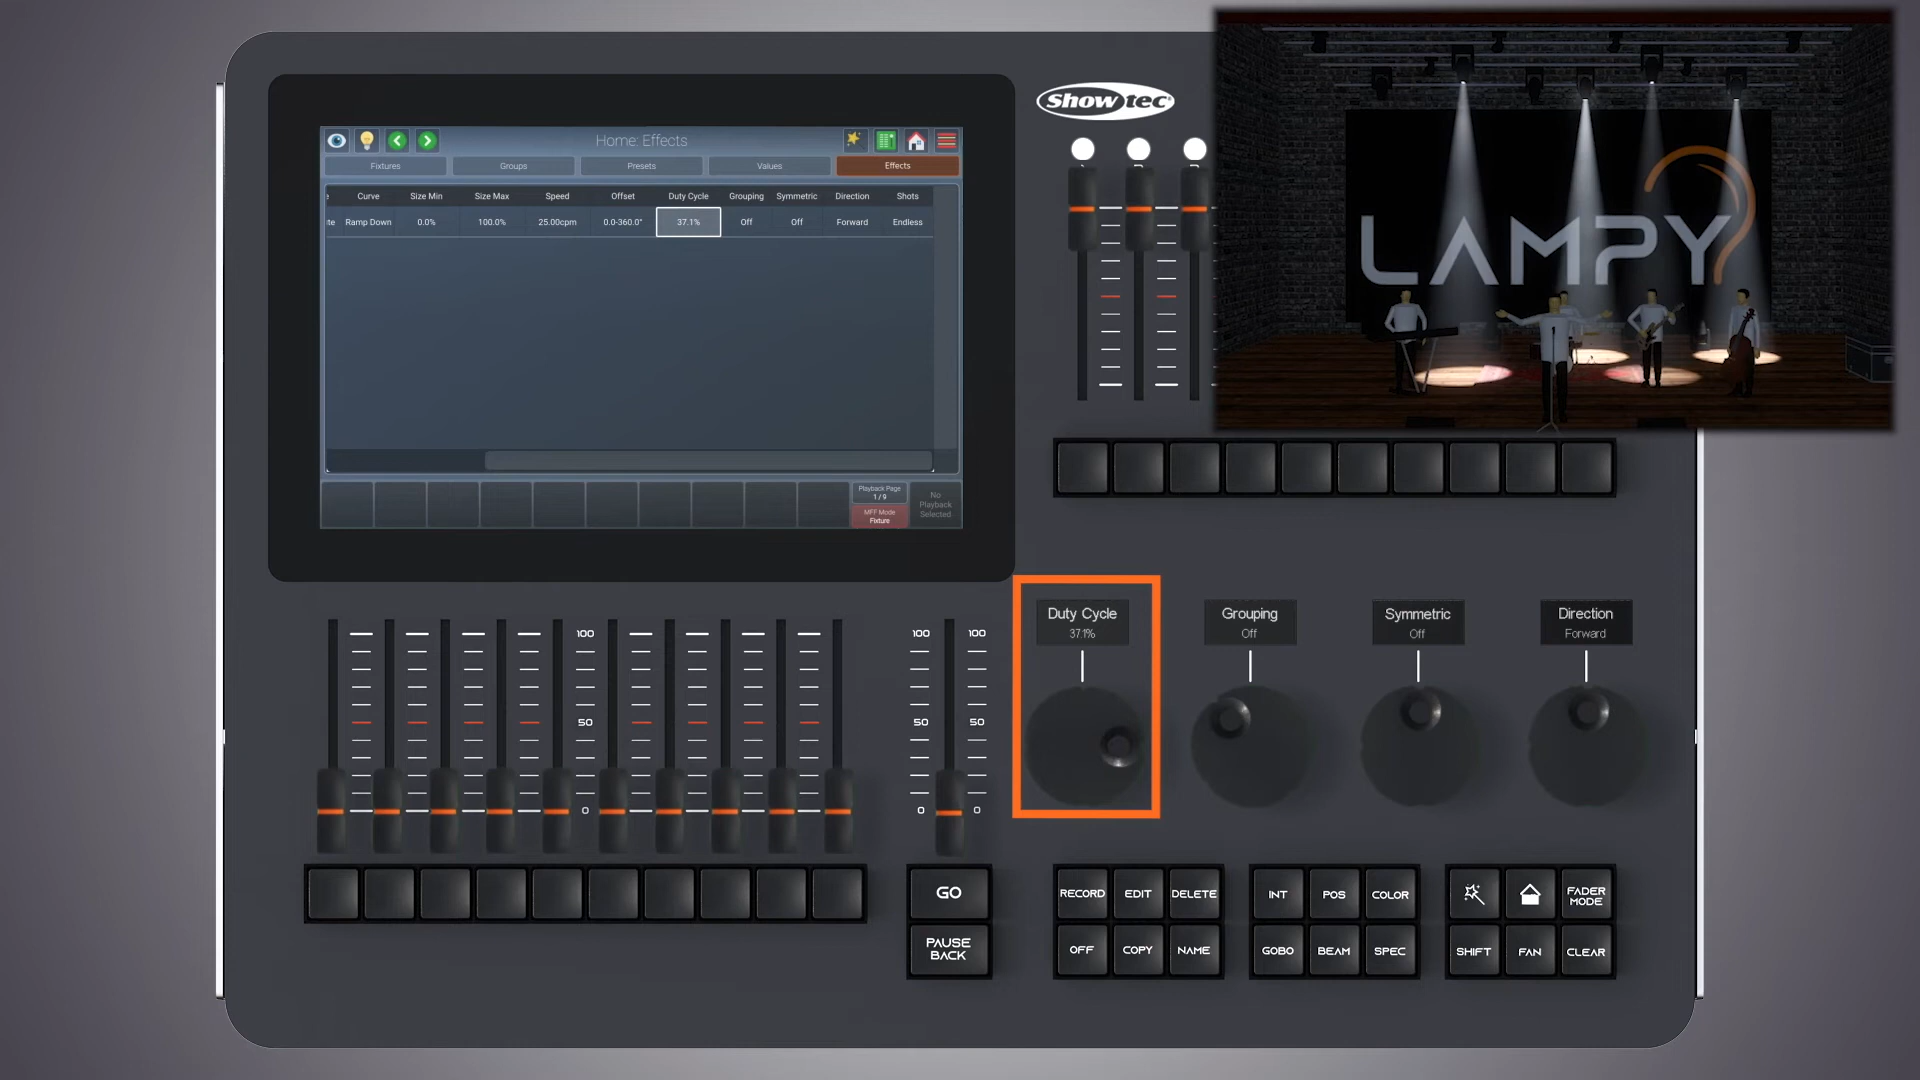 Showtec
LAMPY
Home: Effects
Fixtures Groups Presets Values Effects
Curve Size Min Size Max Speed Offset Duty Cycle Grouping Symmetric Direction Shots
Ramp Down 0.0% 100.0% 25.00cpm 0.0-360.0° 37.1% Off Off Forward Endless
Playback Page
1 / 9
MFF Mode
Fixture
No
Playback
Selected
Duty Cycle
37.1%
Grouping
Off
Symmetric
Off
Direction
Forward
100
50
0
100 100
50 50
0 0
GO
PAUSE
BACK
RECORD EDIT DELETE
OFF COPY NAME
INT POS COLOR
GOBO BEAM SPEC
FADER
MODE
SHIFT FAN CLEAR